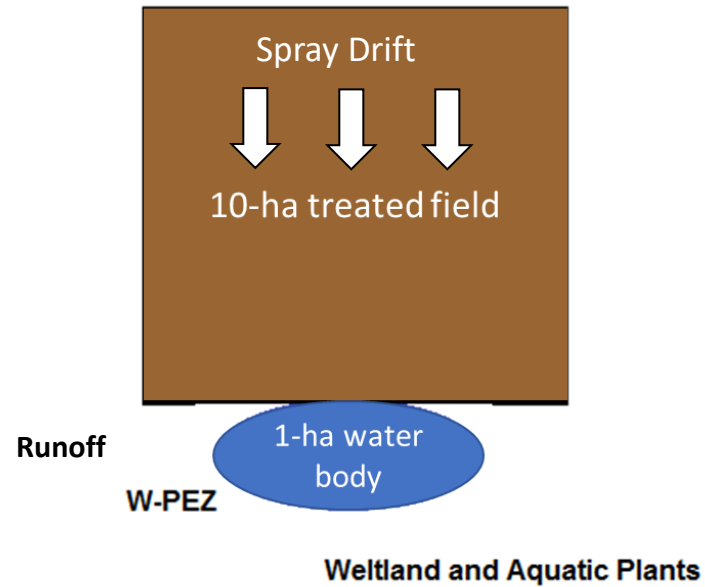 Spray Drift
10-ha treated field
1-ha water
body
Runoff
W-PEZ
Weltland and Aquatic Plants